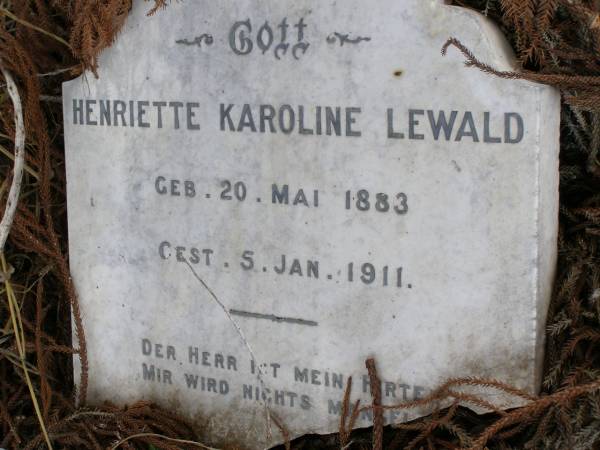 Gott
HENRIETTE KAROLINE LEWALD
GEB. 20. MAI 1883
GEST. 5. JAN. 1911.
DER HERR IST MEIN HIRTE
MIR WIRD NICHTS